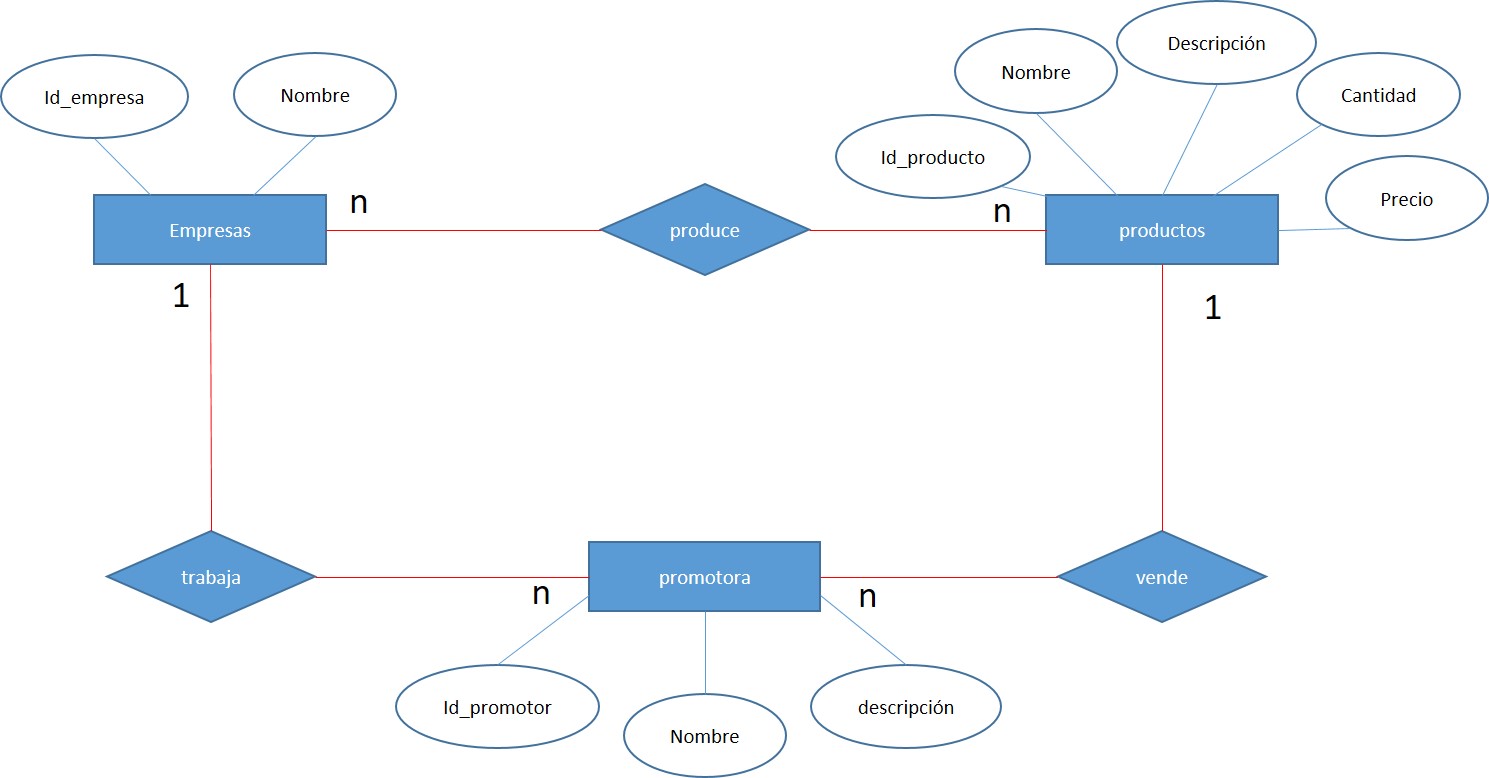 Descripción
Nombre
Id_empresa
Nombre
Cantidad
Id_producto
Precio
n
n
Empresas
produce
productos
1
1
trabaja
promotora
vende
n
n
Id_promotor
descripción
Nombre